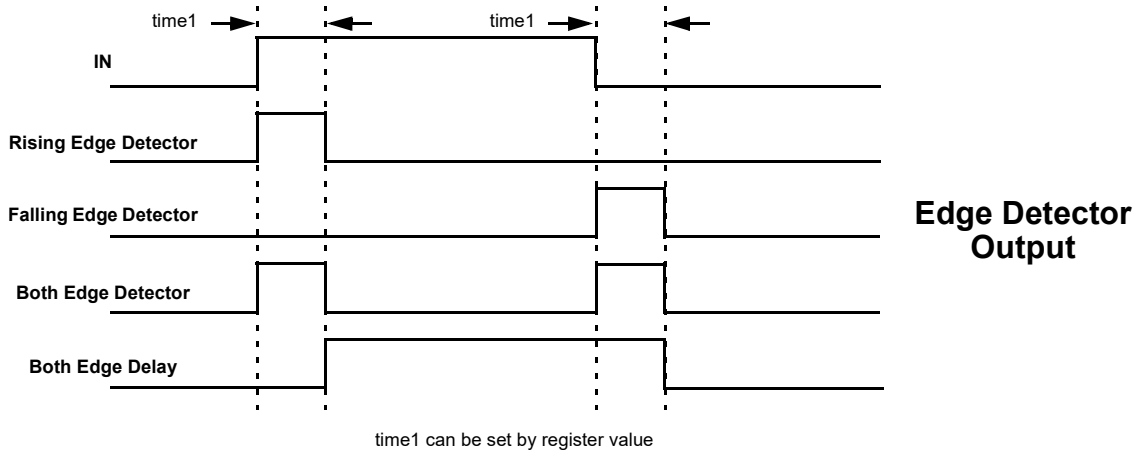 time1
time1
IN
Rising Edge Detector
Falling Edge Detector
Edge Detector
Output
Both Edge Detector
Both Edge Delay
time1 can be set by register value